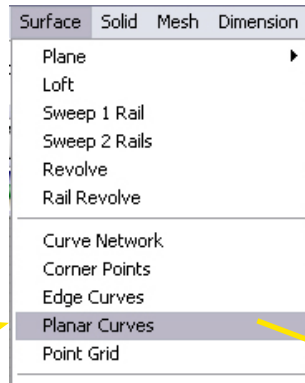 Surface Solid Mesh Dimension
Plane
Loft
Sweep 1 Rail
Sweep 2 Rails
Revolve
Rail Revolve
Curve Network
Corner Points
Edge Curves
Planar Curves
Point Grid